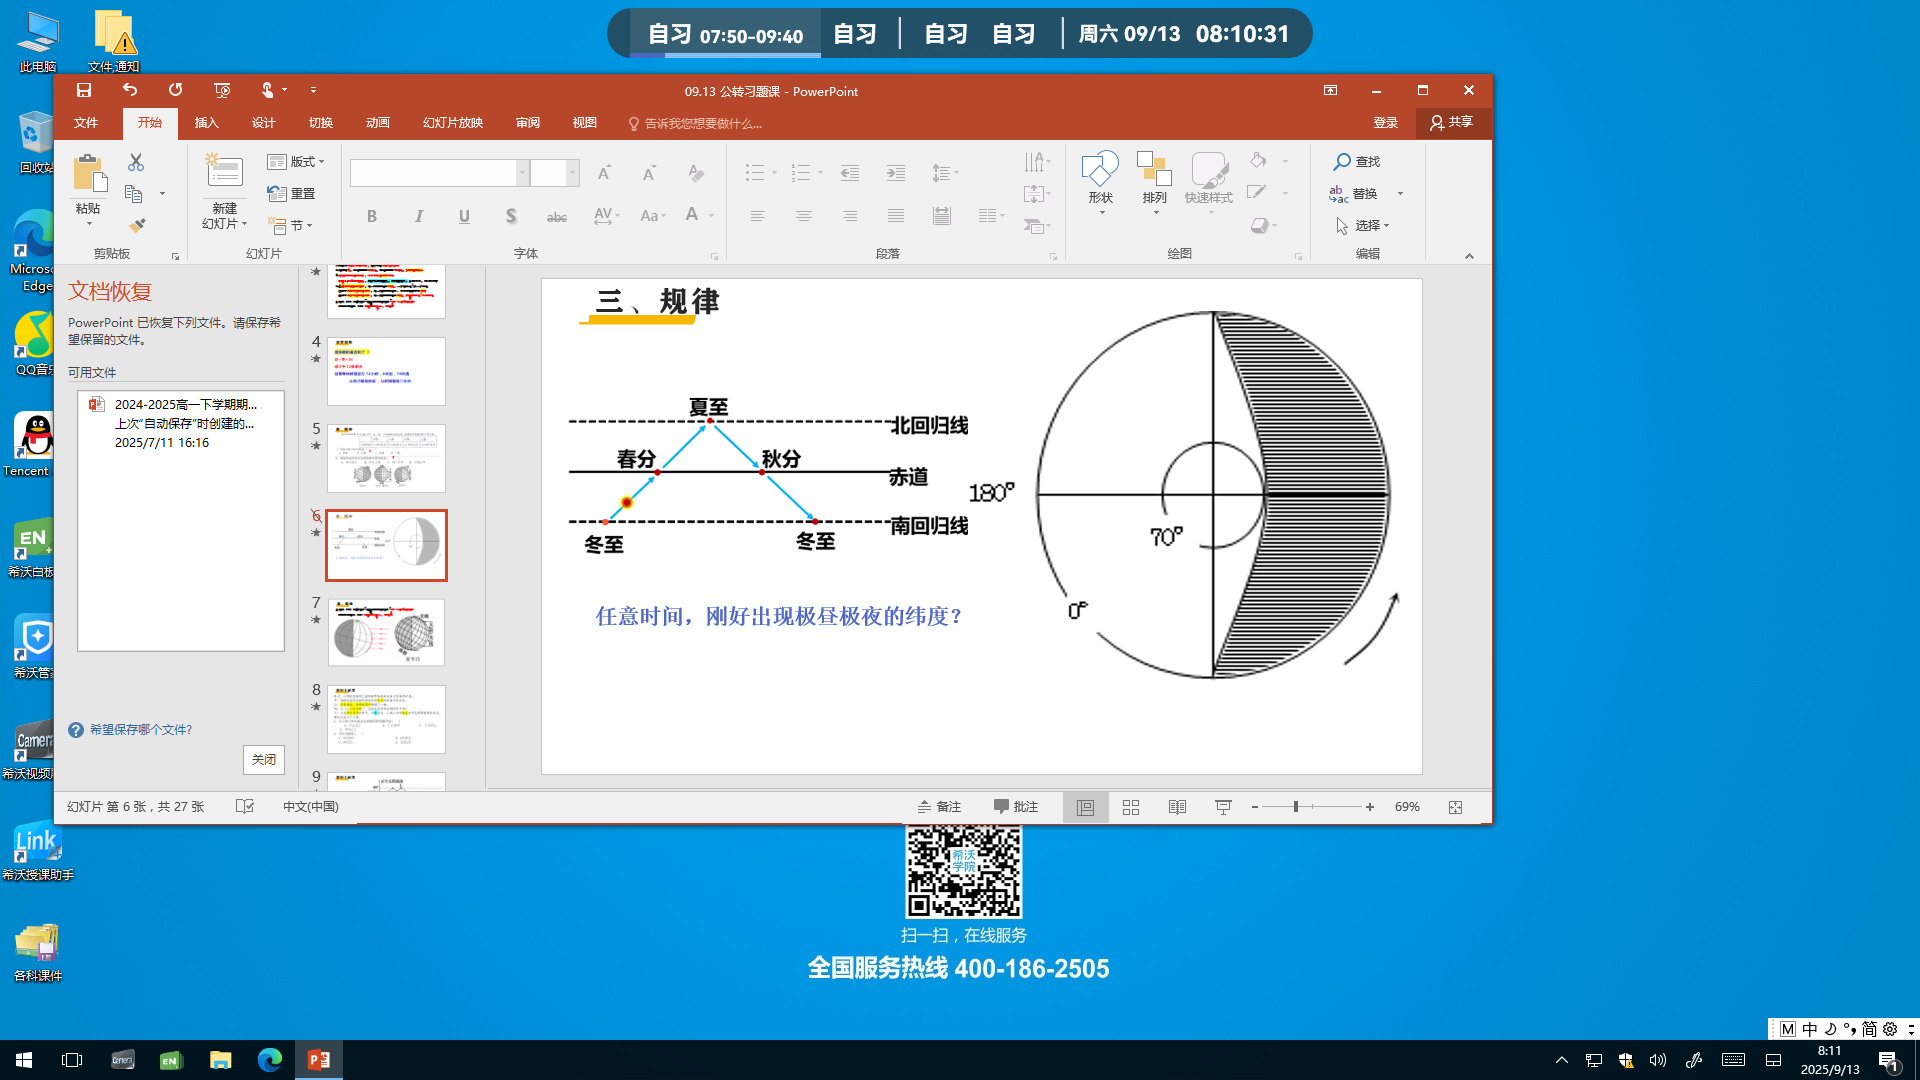 此电脑
文件,通知
回收站
Microso
Edge
QQ音乐
Tencent
希沃白板
希沃管家
Camera
希沃视频
Link
希沃授课助手
各科课件
自习 07:50-09:40 自习 自习 自习 周六 09/13 08:10:31
09.13 公转习题课 - PowerPoint
文件 开始 插入 设计 切换 动画 幻灯片放映 审阅 视图 告诉我您想要做什么... 登录 共享
粘贴
剪贴板
新建
幻灯片
版式
重置
节
幻灯片
字体
段落
形状
排列
快速样式
绘图
查找
替换
选择
编辑
文档恢复
PowerPoint 已恢复下列文件。请保存希
望保留的文件。
可用文件
2024-2025高一下学期期...
上次“自动保存”时创建的...
2025/7/11 16:16
希望保存哪个文件?
关闭
4
5
6
7
8
9
三、规律
夏至
北回归线
春分
秋分
赤道
南回归线
冬至
冬至
180°
70°
0°
任意时间，刚好出现极昼极夜的纬度？
幻灯片 第 6 张，共 27 张
中文(中国)
备注
批注
69%
希沃
学院
扫一扫，在线服务
全国服务热线 400-186-2505
M 中 简
8:11
2025/9/13
1